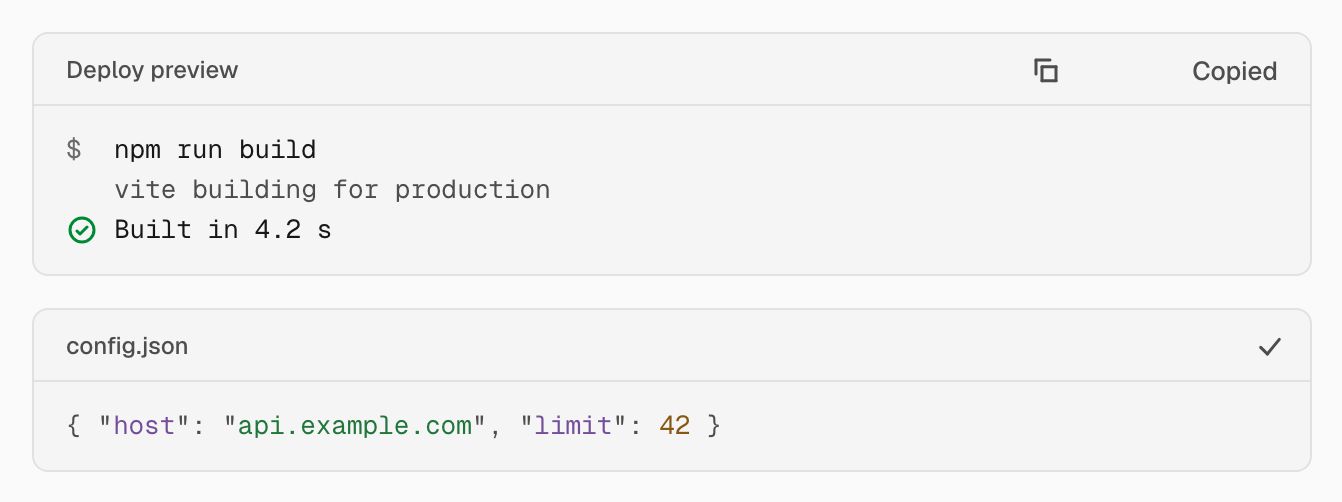 Deploy preview
Copied
$ npm run build
vite building for production
Built in 4.2 s
config.json
{ "host": "api.example.com", "limit": 42 }